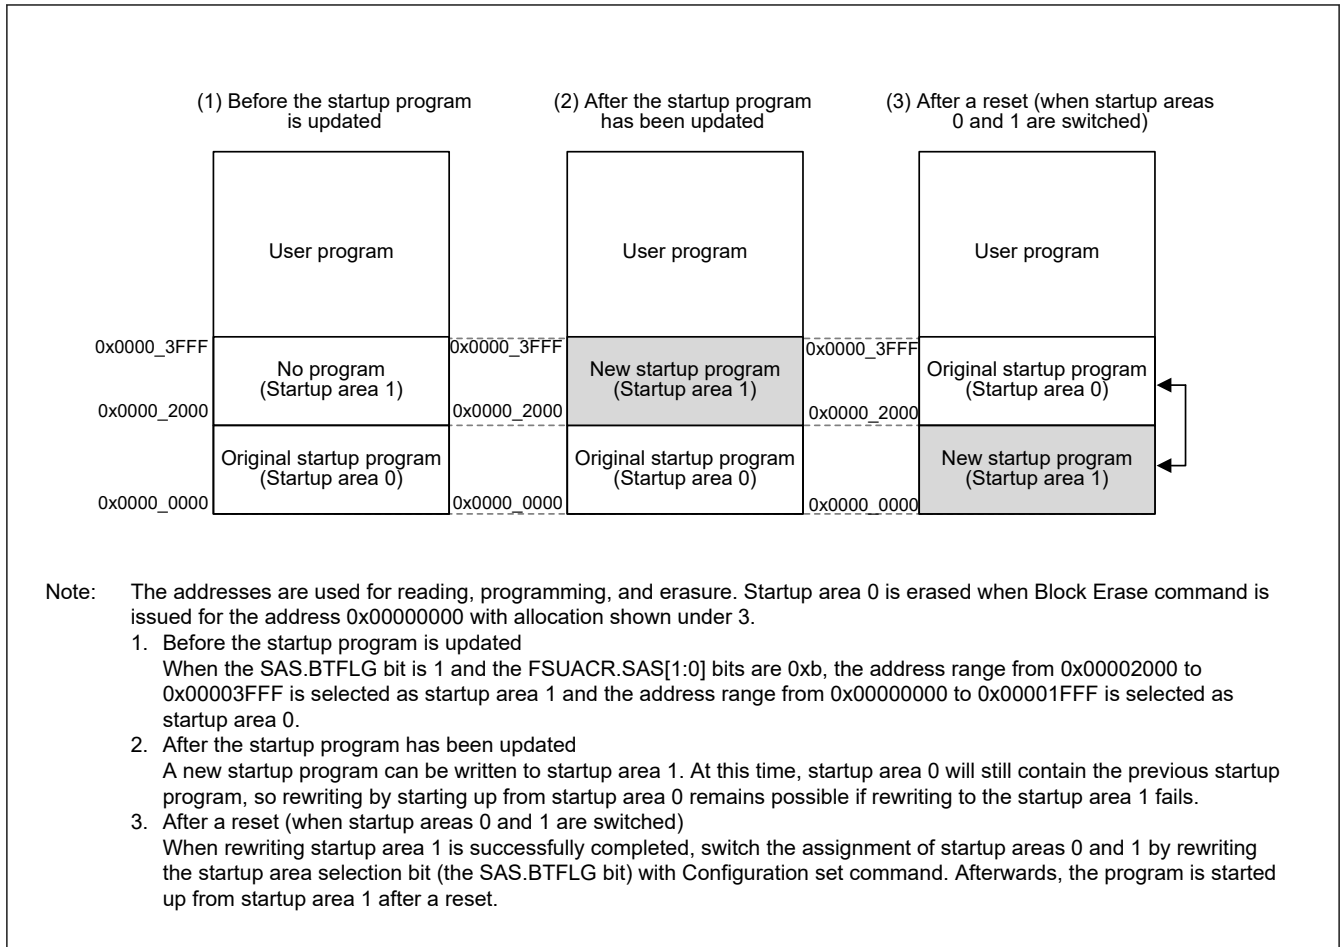 (1) Before the startup program
is updated
(2) After the startup program
has been updated
(3) After a reset (when startup areas
0 and 1 are switched)
User program
User program
User program
0x0000_3FFF
0x0000_3FFF
0x0000_3FFF
No program
(Startup area 1)
New startup program
(Startup area 1)
Original startup program
(Startup area 0)
0x0000_2000
0x0000_2000
0x0000_2000
Original startup program
(Startup area 0)
Original startup program
(Startup area 0)
New startup program
(Startup area 1)
0x0000_0000
0x0000_0000
0x0000_0000
Note: The addresses are used for reading, programming, and erasure. Startup area 0 is erased when Block Erase command is
issued for the address 0x00000000 with allocation shown under 3.
1. Before the startup program is updated
When the SAS.BTFLG bit is 1 and the FSUACR.SAS[1:0] bits are 0xb, the address range from 0x00002000 to
0x00003FFF is selected as startup area 1 and the address range from 0x00000000 to 0x00001FFF is selected as
startup area 0.
2. After the startup program has been updated
A new startup program can be written to startup area 1. At this time, startup area 0 will still contain the previous startup
program, so rewriting by starting up from startup area 0 remains possible if rewriting to the startup area 1 fails.
3. After a reset (when startup areas 0 and 1 are switched)
When rewriting startup area 1 is successfully completed, switch the assignment of startup areas 0 and 1 by rewriting
the startup area selection bit (the SAS.BTFLG bit) with Configuration set command. Afterwards, the program is started
up from startup area 1 after a reset.